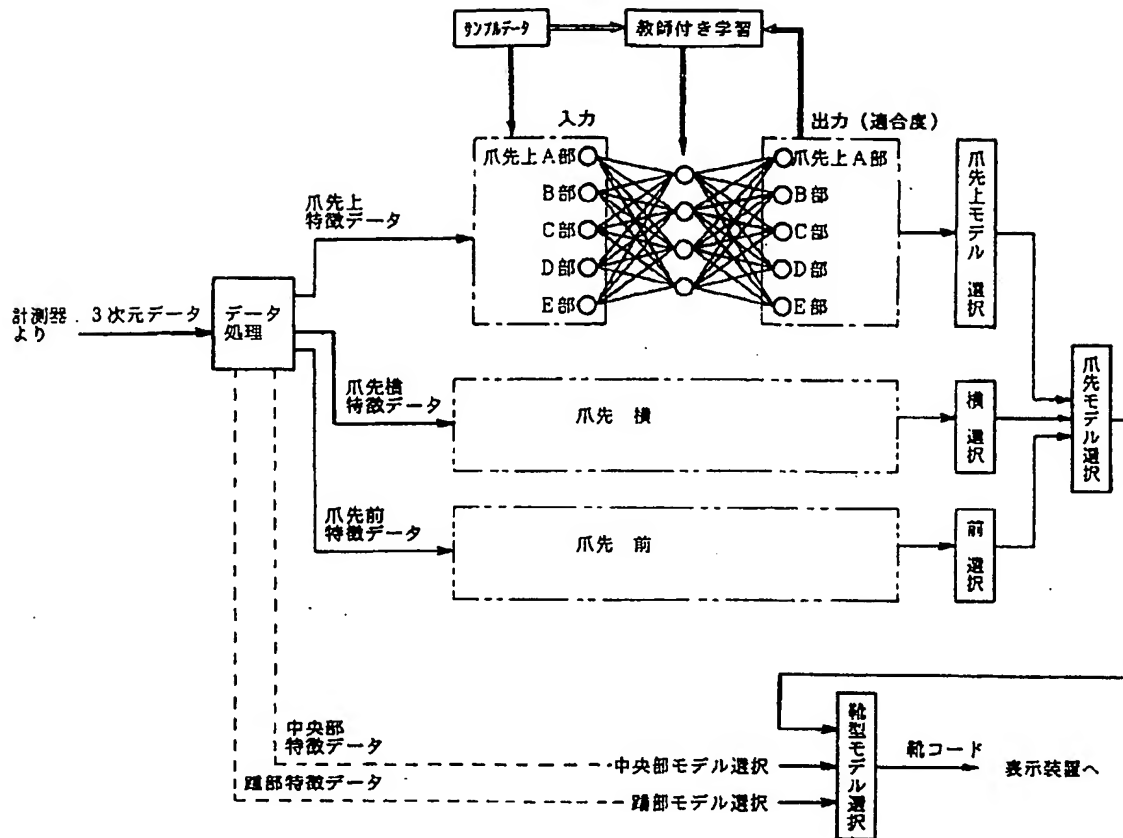 サンプルデータ
教師付き学習
入力
出力（適合度）
爪先上A部
B部
C部
D部
E部
爪先上A部
B部
C部
D部
E部
爪先上モデル 選択
爪先上
特徴データ
計測器
より
3次元データ
データ
処理
爪先横
特徴データ
爪先 横
横 選択
爪先モデル選択
爪先前
特徴データ
爪先 前
前 選択
中央部
特徴データ
踵部特徴データ
中央部モデル選択
踵部モデル選択
靴型モデル選択
靴コード
表示装置へ